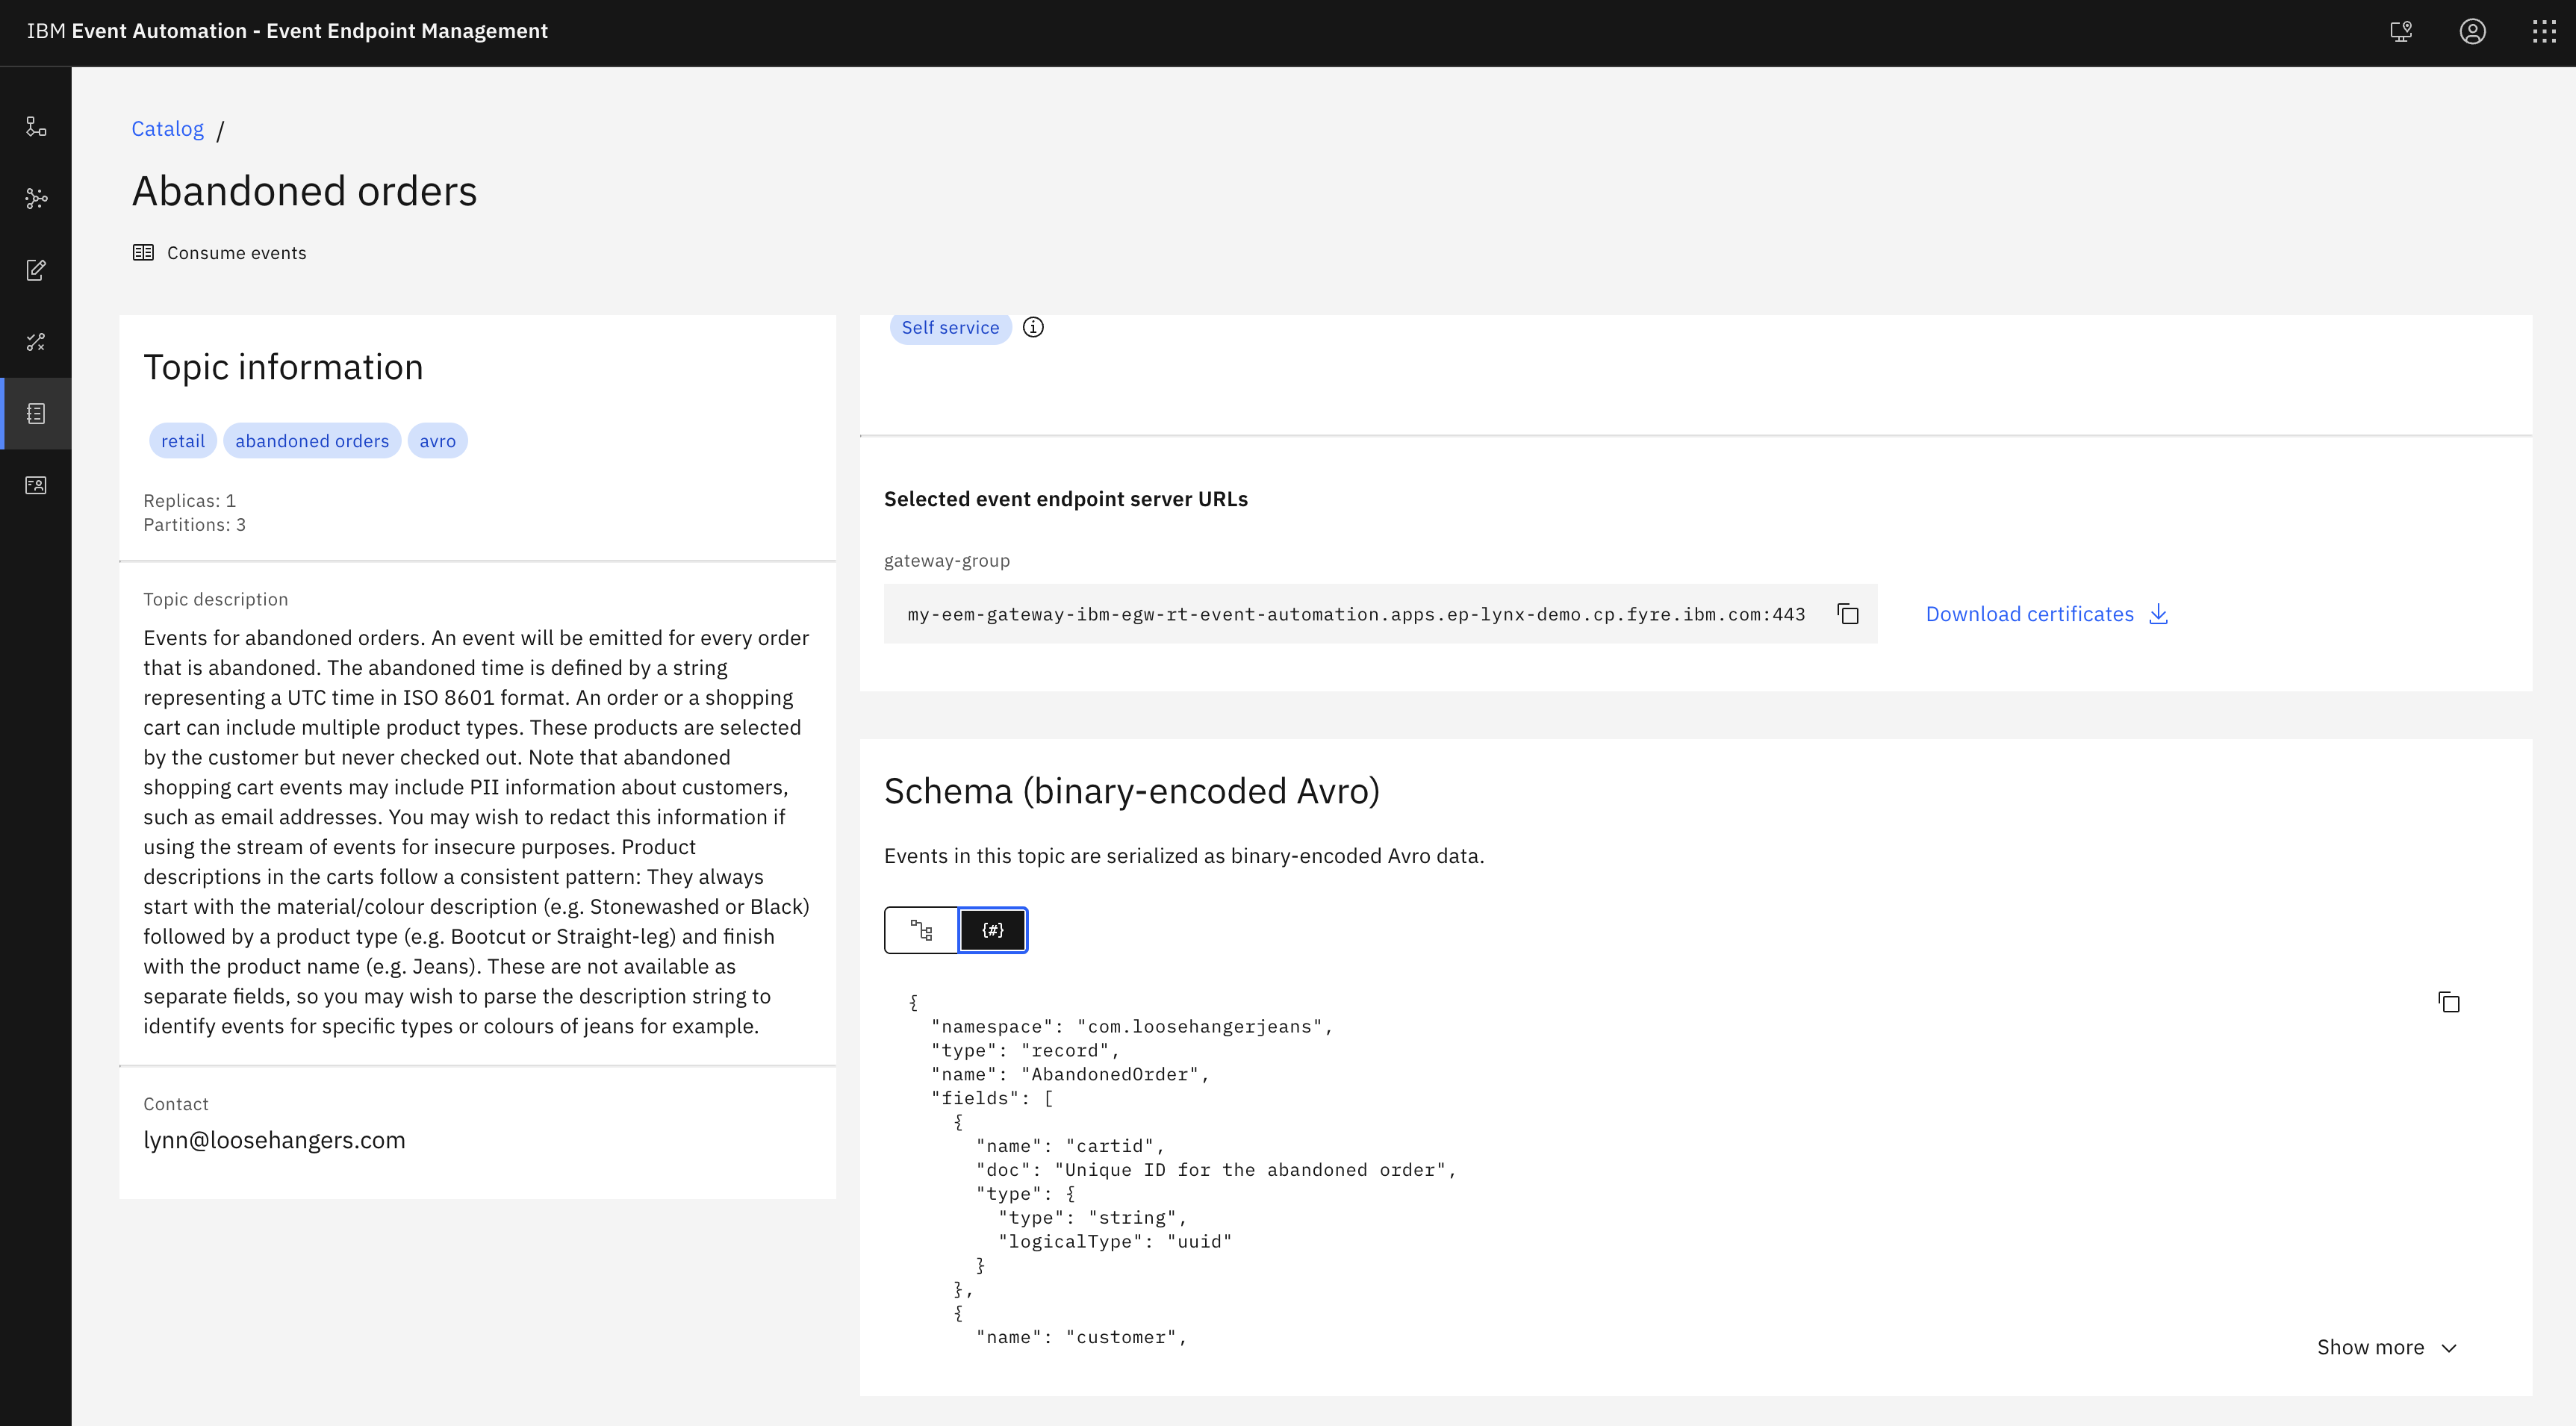 IBM Event Automation - Event Endpoint Management
Catalog /
Abandoned orders
Consume events
Topic information
retail abandoned orders avro
Replicas: 1
Partitions: 3
Topic description
Events for abandoned orders. An event will be emitted for every order
that is abandoned. The abandoned time is defined by a string
representing a UTC time in ISO 8601 format. An order or a shopping
cart can include multiple product types. These products are selected
by the customer but never checked out. Note that abandoned
shopping cart events may include PII information about customers,
such as email addresses. You may wish to redact this information if
using the stream of events for insecure purposes. Product
descriptions in the carts follow a consistent pattern: They always
start with the material/colour description (e.g. Stonewashed or Black)
followed by a product type (e.g. Bootcut or Straight-leg) and finish
with the product name (e.g. Jeans). These are not available as
separate fields, so you may wish to parse the description string to
identify events for specific types or colours of jeans for example.
Contact
lynn@loosehangers.com
Self service
Selected event endpoint server URLs
gateway-group
my-eem-gateway-ibm-egw-rt-event-automation.apps.ep-lynx-demo.cp.fyre.ibm.com:443
Download certificates
Schema (binary-encoded Avro)
Events in this topic are serialized as binary-encoded Avro data.
{#}
{
  "namespace": "com.loosehangerjeans",
  "type": "record",
  "name": "AbandonedOrder",
  "fields": [
    {
      "name": "cartid",
      "doc": "Unique ID for the abandoned order",
      "type": {
        "type": "string",
        "logicalType": "uuid"
      }
    },
    {
      "name": "customer",
Show more